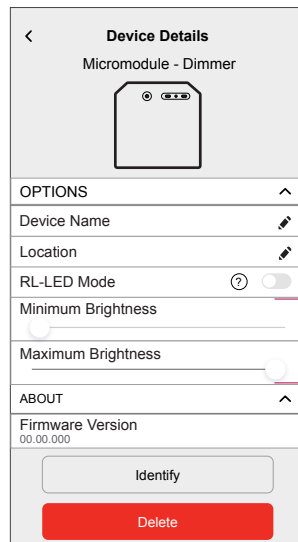 Device Details
Micromodule - Dimmer
OPTIONS
Device Name
Location
RL-LED Mode ?
Minimum Brightness
Maximum Brightness
ABOUT
Firmware Version
00.00.000
Identify
Delete